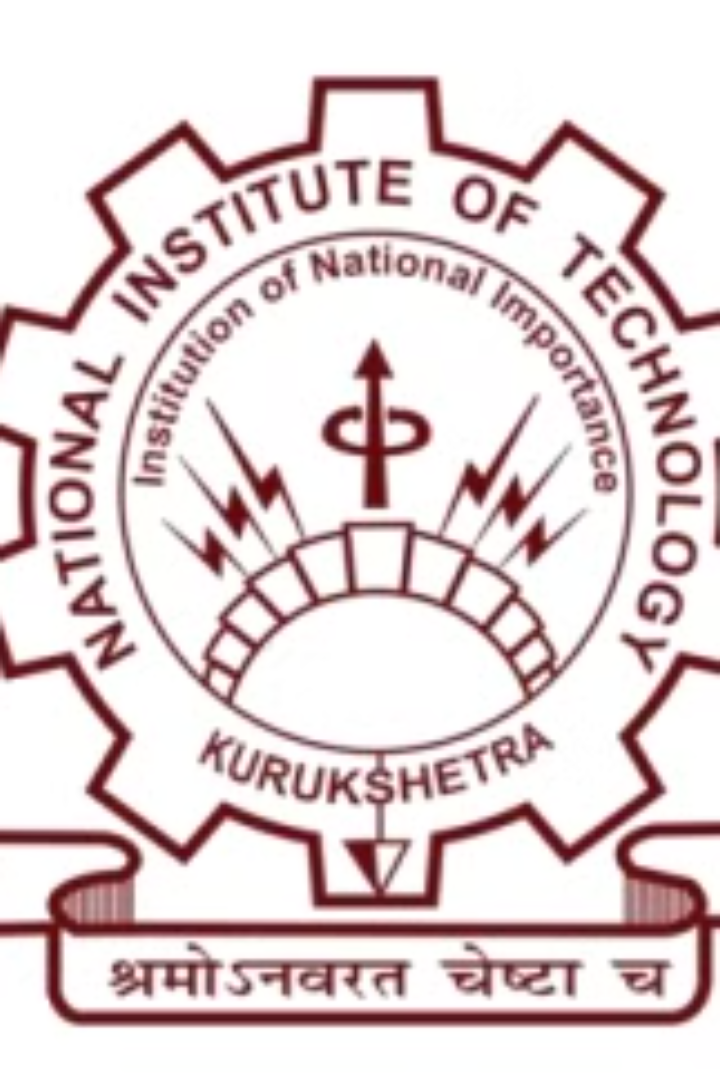 NATIONAL INSTITUTE OF TECHNOLOGY
Institution of National Importance
KURUKSHETRA
श्रमोऽनवरत चेष्टा च